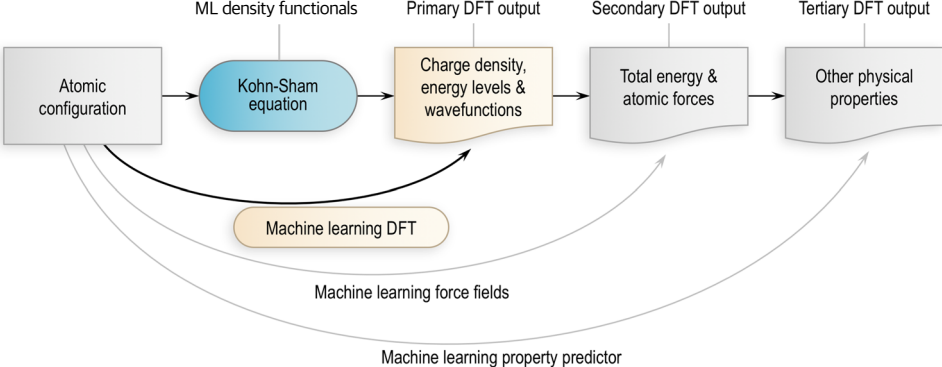 ML density functionals
Primary DFT output
Secondary DFT output
Tertiary DFT output
Atomic
configuration
Kohn-Sham
equation
Charge density,
energy levels &
wavefunctions
Total energy &
atomic forces
Other physical
properties
Machine learning DFT
Machine learning force fields
Machine learning property predictor